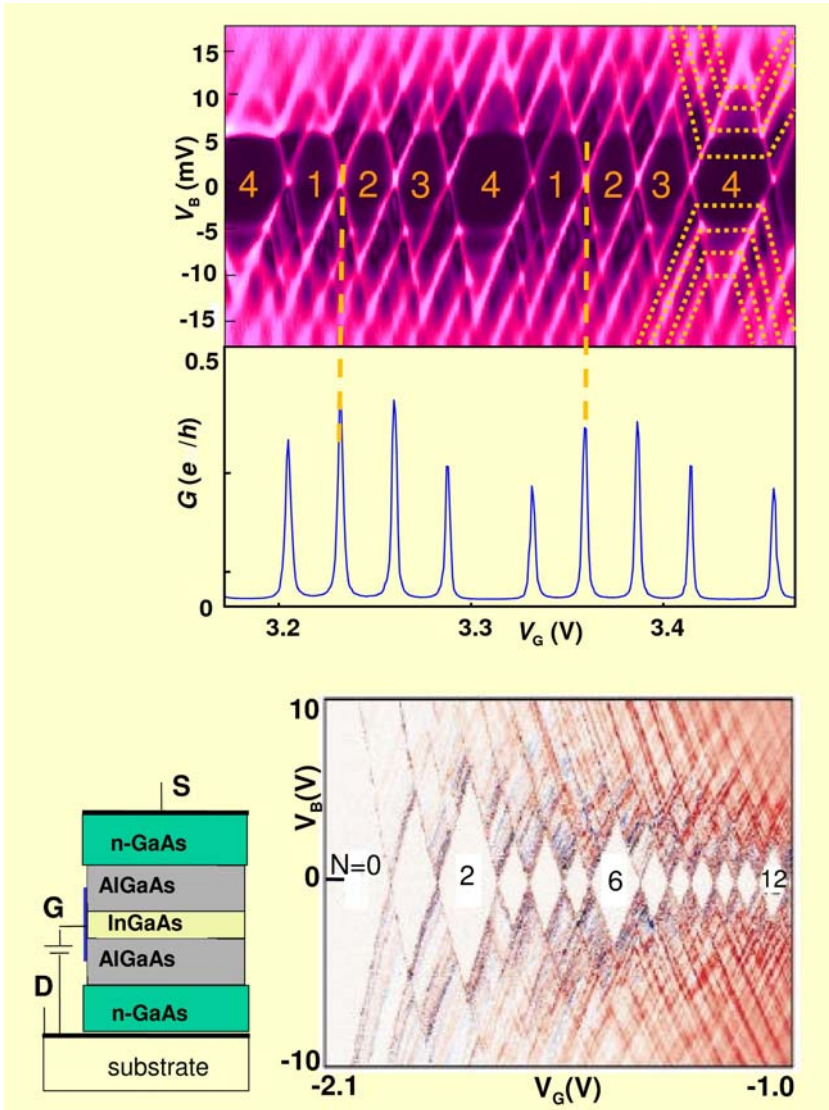 15
10
5
0
-5
-10
-15
V_B (mV)
4 1 2 3 4 1 2 3 4
0.5
G (e /h)
0
3.2 3.3 3.4
V_G (V)
S
n-GaAs
AlGaAs
G
InGaAs
AlGaAs
D
n-GaAs
substrate
10
V_B(V)
0
N=0
2 6 12
-10
-2.1 V_G(V) -1.0